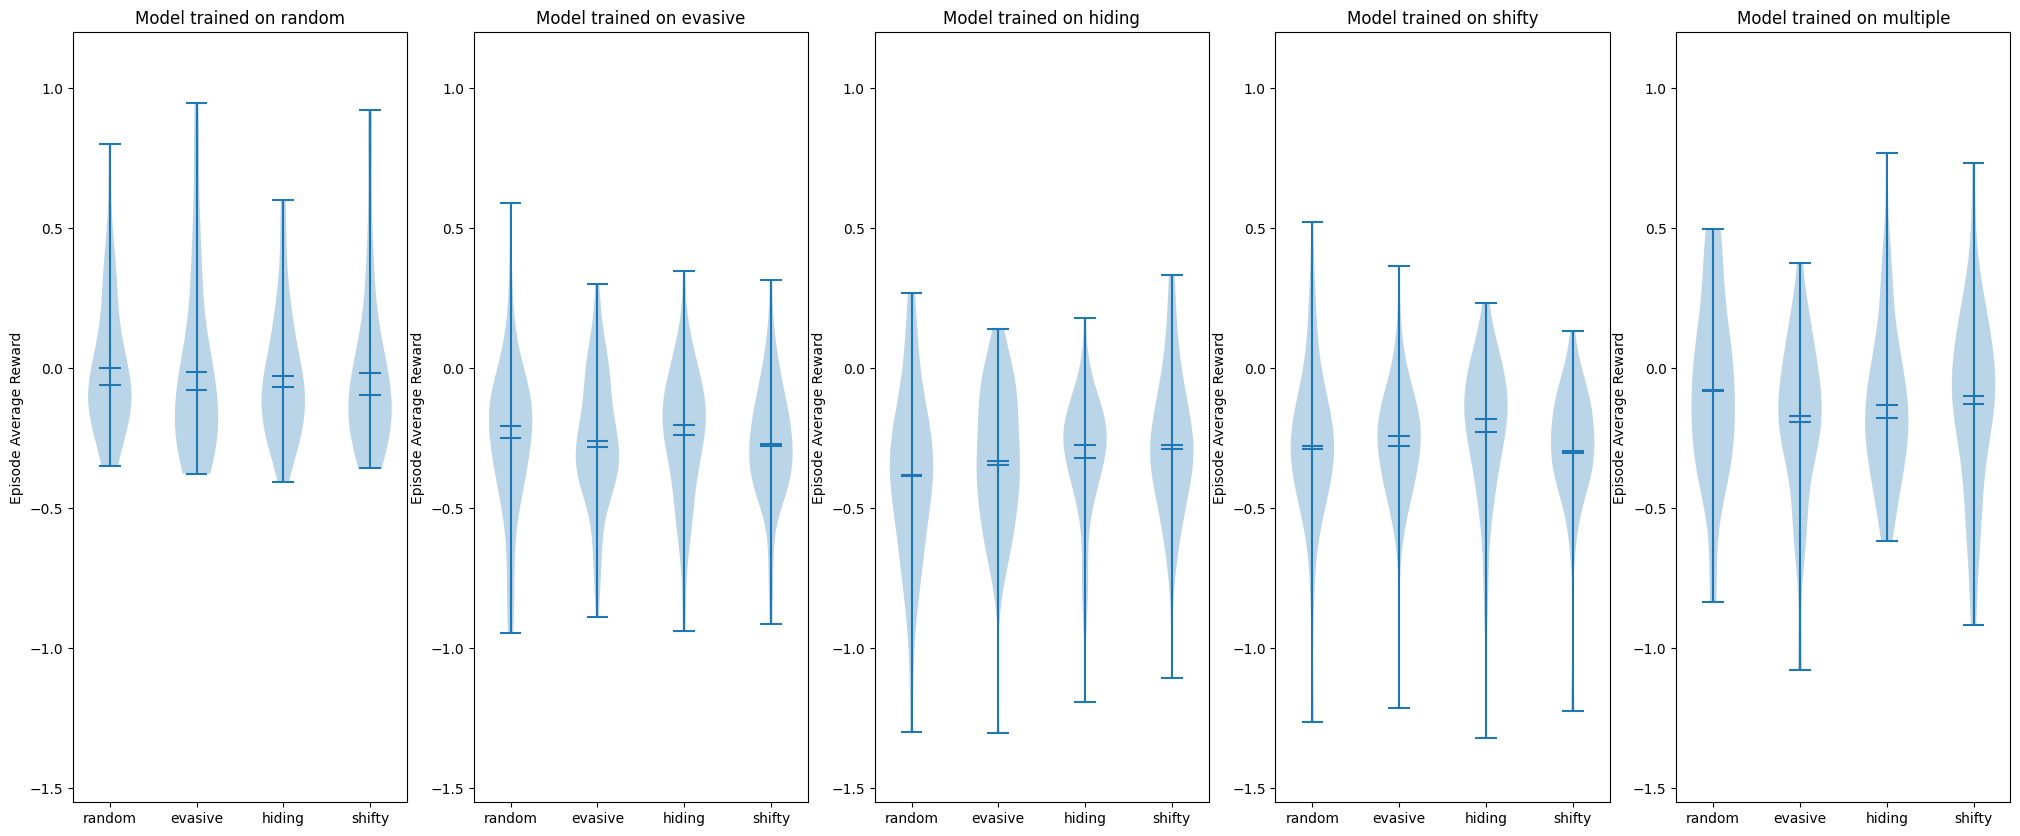 Model trained on random
Model trained on evasive
Model trained on hiding
Model trained on shifty
Model trained on multiple
Episode Average Reward
1.0
0.5
0.0
−0.5
−1.0
−1.5
random evasive hiding shifty
Episode Average Reward
1.0
0.5
0.0
−0.5
−1.0
−1.5
random evasive hiding shifty
Episode Average Reward
1.0
0.5
0.0
−0.5
−1.0
−1.5
random evasive hiding shifty
Episode Average Reward
1.0
0.5
0.0
−0.5
−1.0
−1.5
random evasive hiding shifty
Episode Average Reward
1.0
0.5
0.0
−0.5
−1.0
−1.5
random evasive hiding shifty